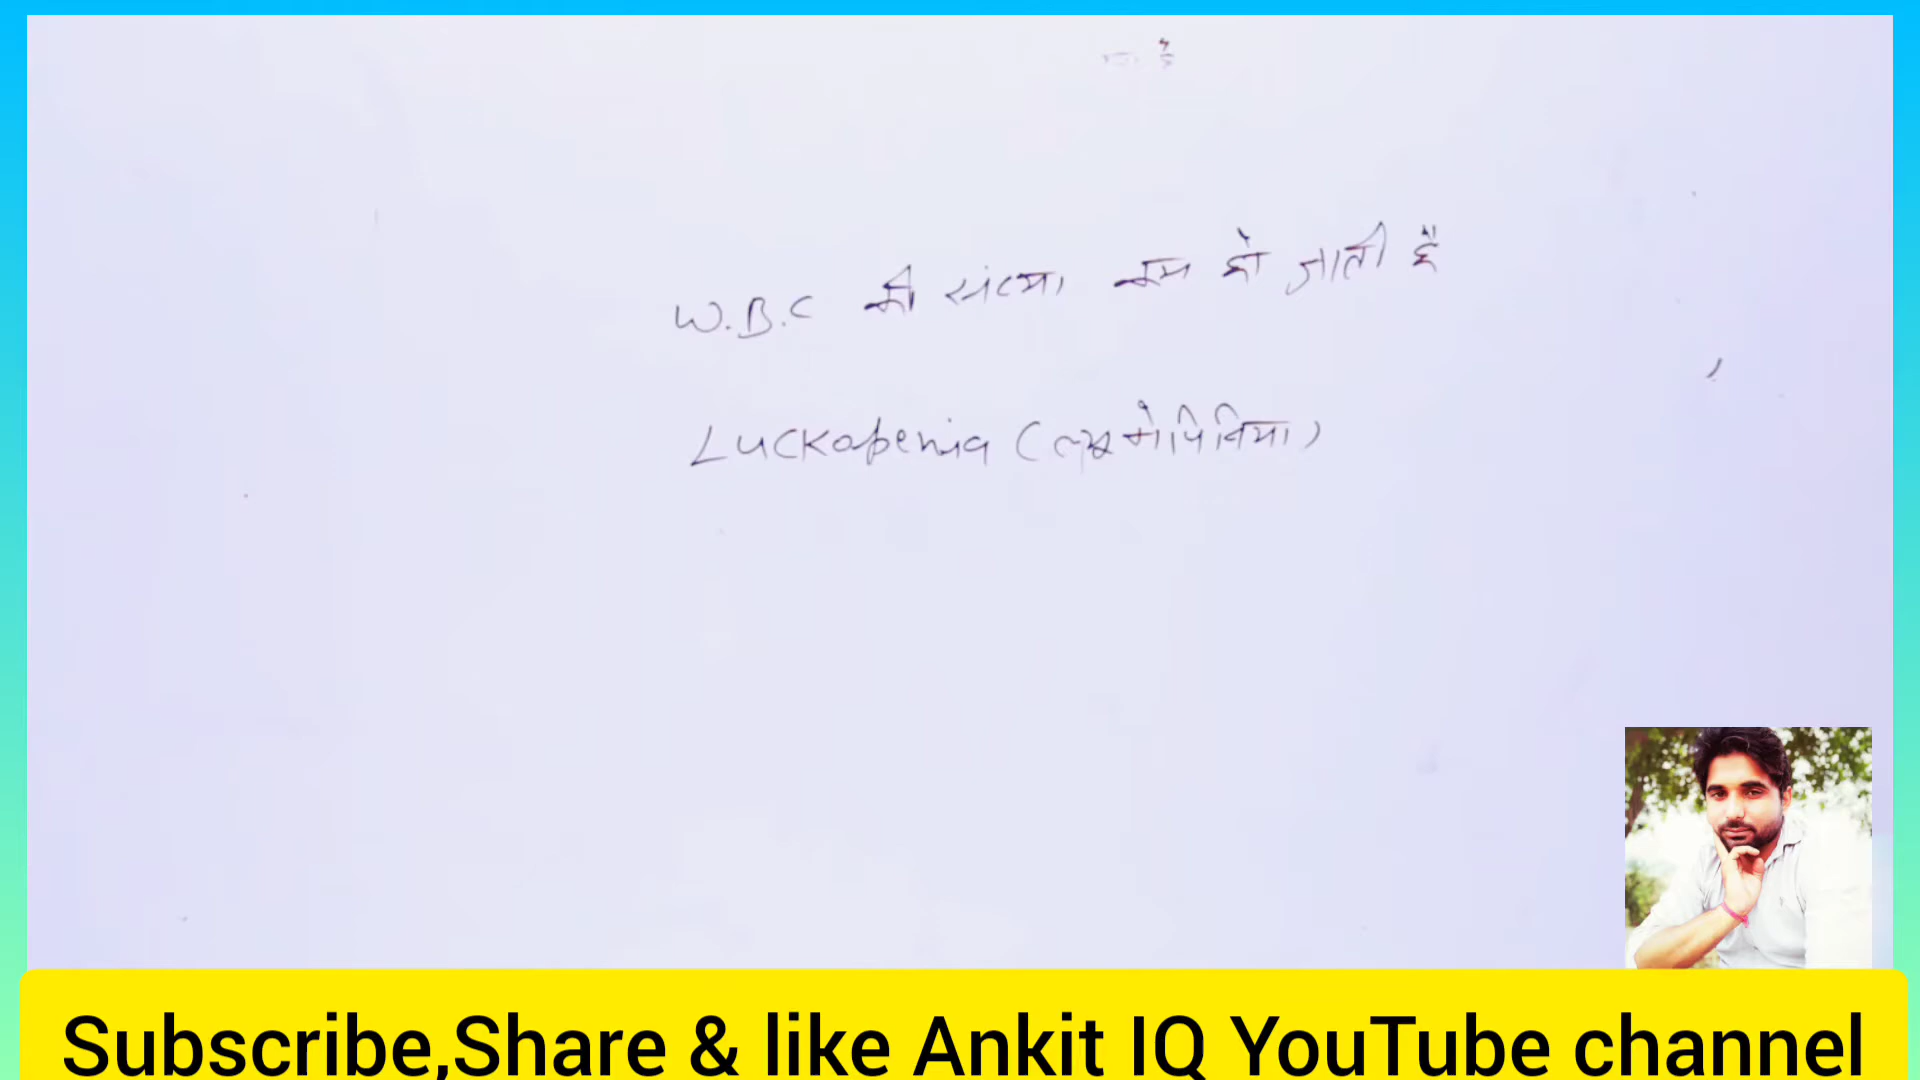 W.B.C की संख्या कम हो जाती है
Luckopenia (ल्यूकोपिनिया)
Subscribe,Share & like Ankit IQ YouTube channel